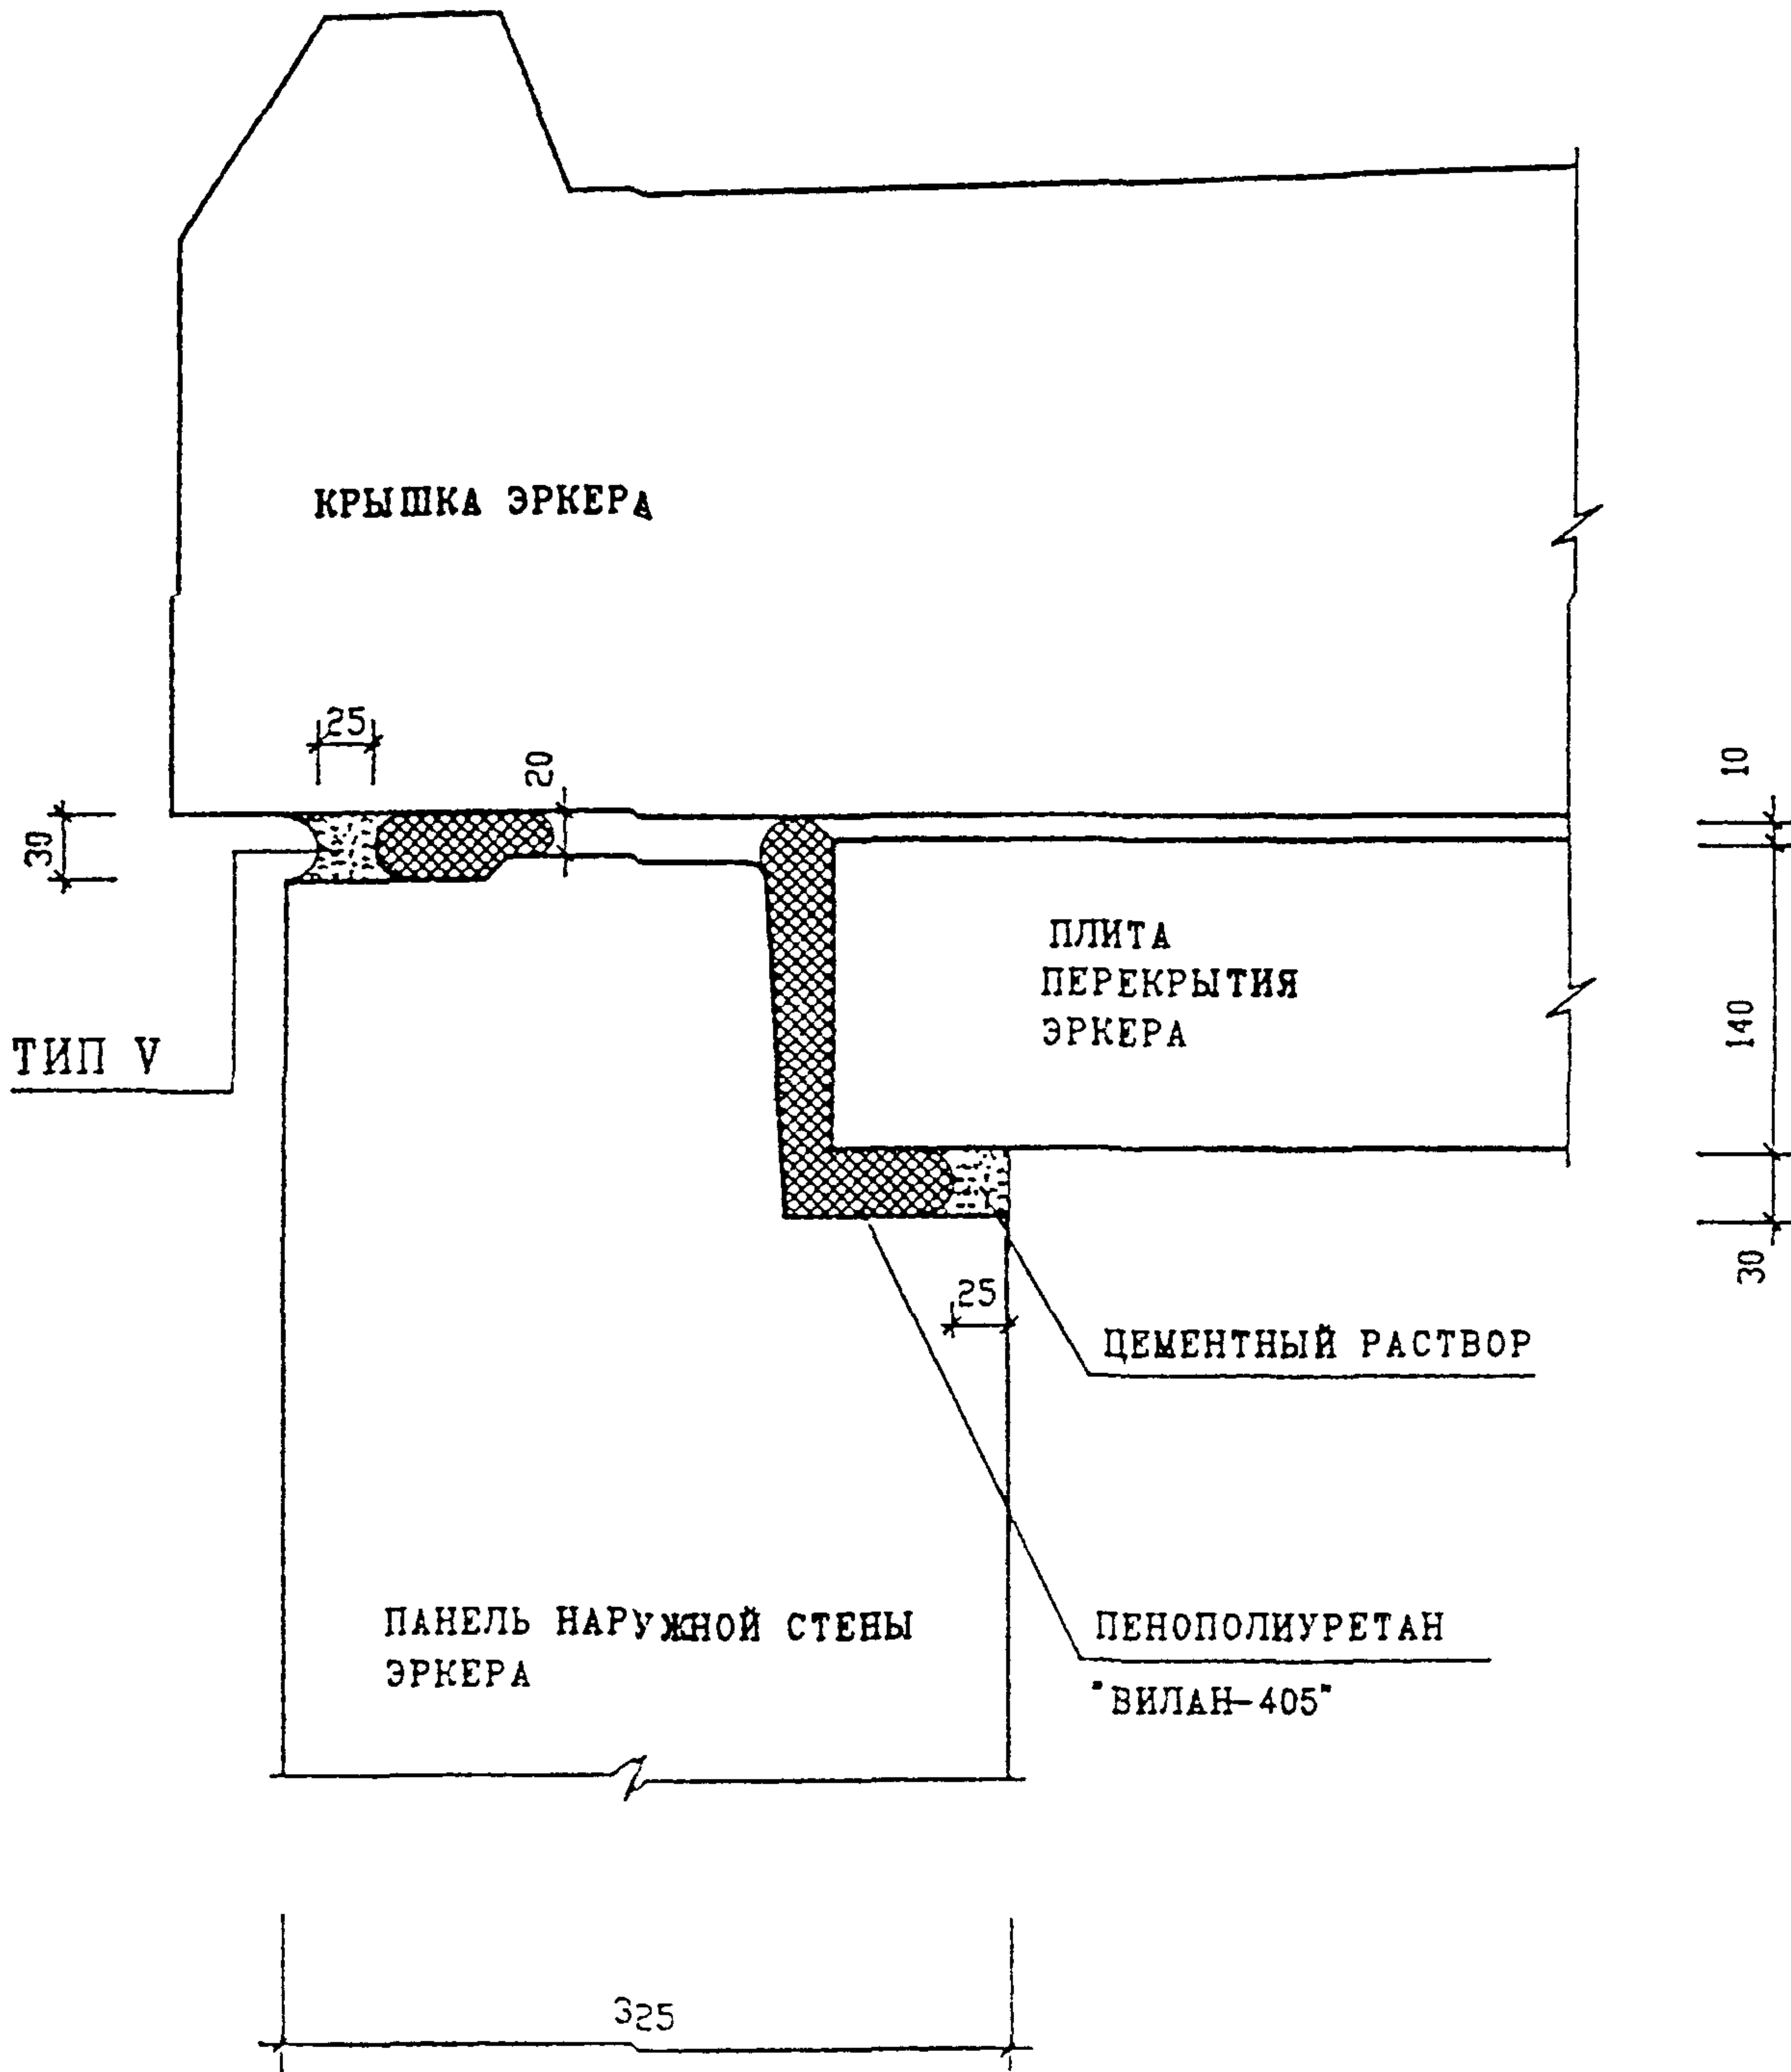 КРЫШКА ЭРКЕРА
25
20
10
30
ПЛИТА
ПЕРЕКРЫТИЯ
ЭРКЕРА
140
ТИП V
30
25
ЦЕМЕНТНЫЙ РАСТВОР
ПАНЕЛЬ НАРУЖНОЙ СТЕНЫ
ЭРКЕРА
ПЕНОПОЛИУРЕТАН
"ВИЛАН-405"
325